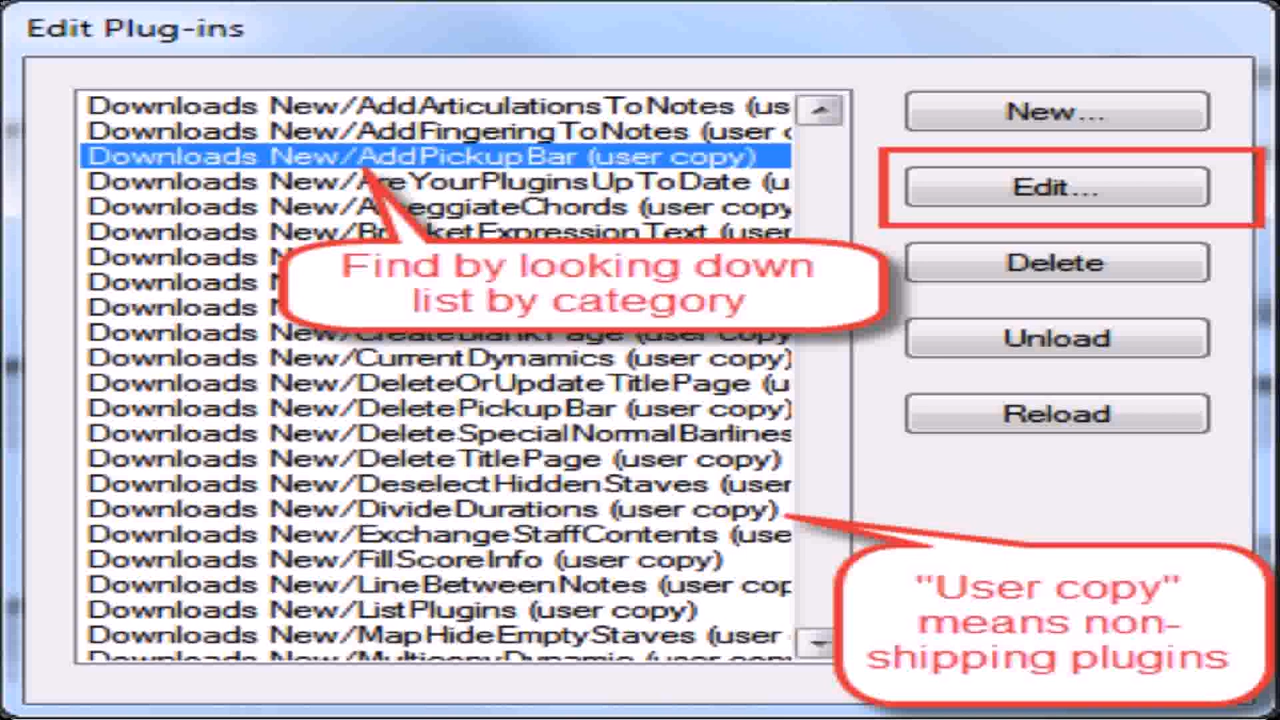 Edit Plug-ins
Downloads New/AddArticulationsToNotes (us
Downloads New/AddFingeringToNotes (user c
Downloads New/AddPickupBar (user copy)
Downloads New/AreYourPluginsUpToDate (u
Downloads New/ArpeggiateChords (user copy
Downloads New/BracketExpressionText (user
Downloads
Downloads
Downloads
Downloads New/CreateBlankPage (user copy
Downloads New/CurrentDynamics (user copy)
Downloads New/DeleteOrUpdateTitlePage (u
Downloads New/DeletePickupBar (user copy)
Downloads New/DeleteSpecialNormalBarlines
Downloads New/DeleteTitlePage (user copy)
Downloads New/DeselectHiddenStaves (user
Downloads New/DivideDurations (user copy)
Downloads New/ExchangeStaffContents (use
Downloads New/FillScoreInfo (user copy)
Downloads New/LineBetweenNotes (user cop
Downloads New/ListPlugins (user copy)
Downloads New/MapHideEmptyStaves (user
Downloads New/MulticopyDynamic (user copy
Find by looking down
list by category
New...
Edit...
Delete
Unload
Reload
"User copy"
means non-
shipping plugins